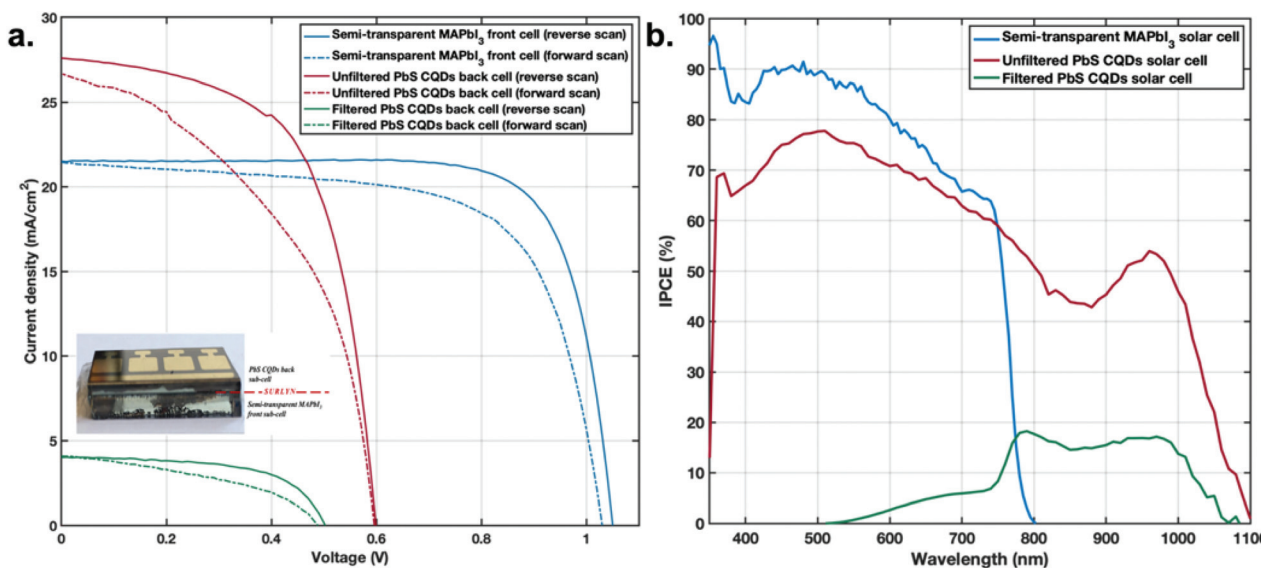 a.
30
25
20
15
10
5
0
Current density (mA/cm²)
Semi-transparent MAPbI₃ front cell (reverse scan)
Semi-transparent MAPbI₃ front cell (forward scan)
Unfiltered PbS CQDs back cell (reverse scan)
Unfiltered PbS CQDs back cell (forward scan)
Filtered PbS CQDs back cell (reverse scan)
Filtered PbS CQDs back cell (forward scan)
PbS CQDs back
sub-cell
SURLYN
Semi-transparent MAPbI₃
front sub-cell
0 0.2 0.4 0.6 0.8 1
Voltage (V)
b.
100
90
80
70
60
50
40
30
20
10
0
IPCE (%)
Semi-transparent MAPbI₃ solar cell
Unfiltered PbS CQDs solar cell
Filtered PbS CQDs solar cell
400 500 600 700 800 900 1000 1100
Wavelength (nm)